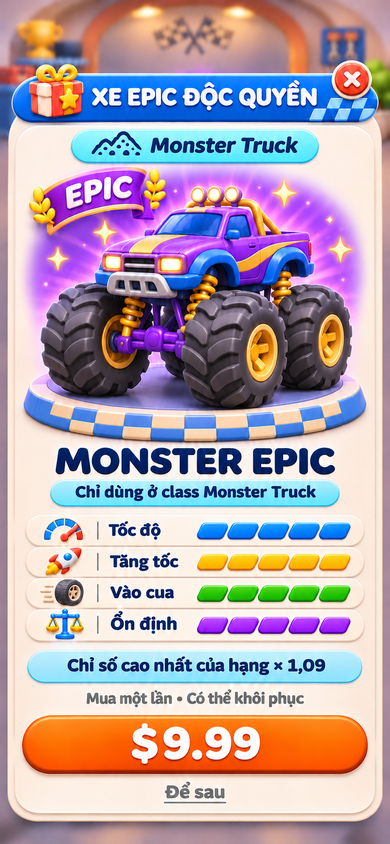 XE EPIC ĐỘC QUYỀN
Monster Truck
EPIC
MONSTER EPIC
Chỉ dùng ở class Monster Truck
Tốc độ
Tăng tốc
Vào cua
Ổn định
Chỉ số cao nhất của hạng × 1,09
Mua một lần • Có thể khôi phục
$9.99
Để sau